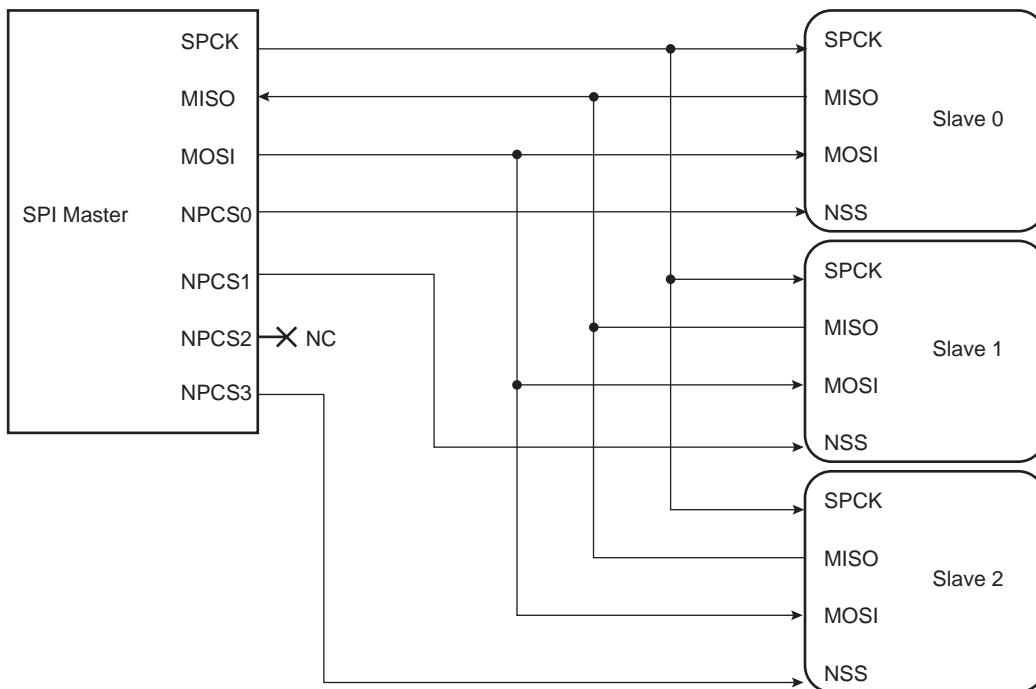 SPI Master
SPCK
MISO
MOSI
NPCS0
NPCS1
NPCS2
NC
NPCS3
SPCK
MISO
Slave 0
MOSI
NSS
SPCK
MISO
Slave 1
MOSI
NSS
SPCK
MISO
Slave 2
MOSI
NSS